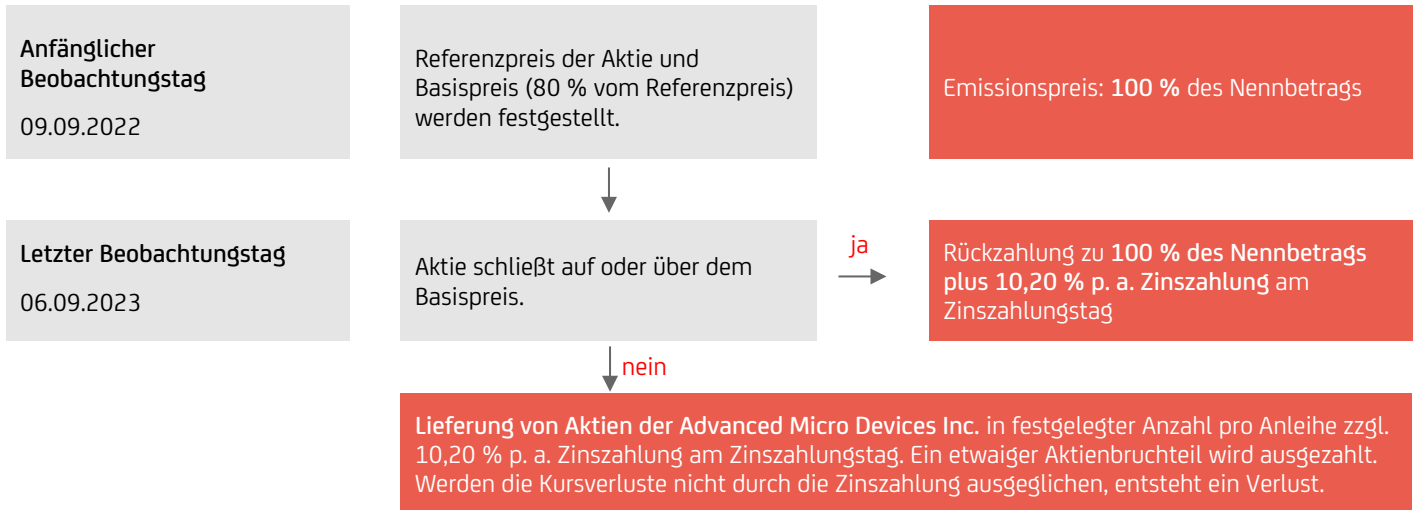 Anfänglicher
Beobachtungstag
09.09.2022
Referenzpreis der Aktie und
Basispreis (80 % vom Referenzpreis)
werden festgestellt.
Emissionspreis: 100 % des Nennbetrags
Letzter Beobachtungstag
06.09.2023
Aktie schließt auf oder über dem
Basispreis.
ja
Rückzahlung zu 100 % des Nennbetrags
plus 10,20 % p. a. Zinszahlung am
Zinszahlungstag
nein
Lieferung von Aktien der Advanced Micro Devices Inc. in festgelegter Anzahl pro Anleihe zzgl.
10,20 % p. a. Zinszahlung am Zinszahlungstag. Ein etwaiger Aktienbruchteil wird ausgezahlt.
Werden die Kursverluste nicht durch die Zinszahlung ausgeglichen, entsteht ein Verlust.